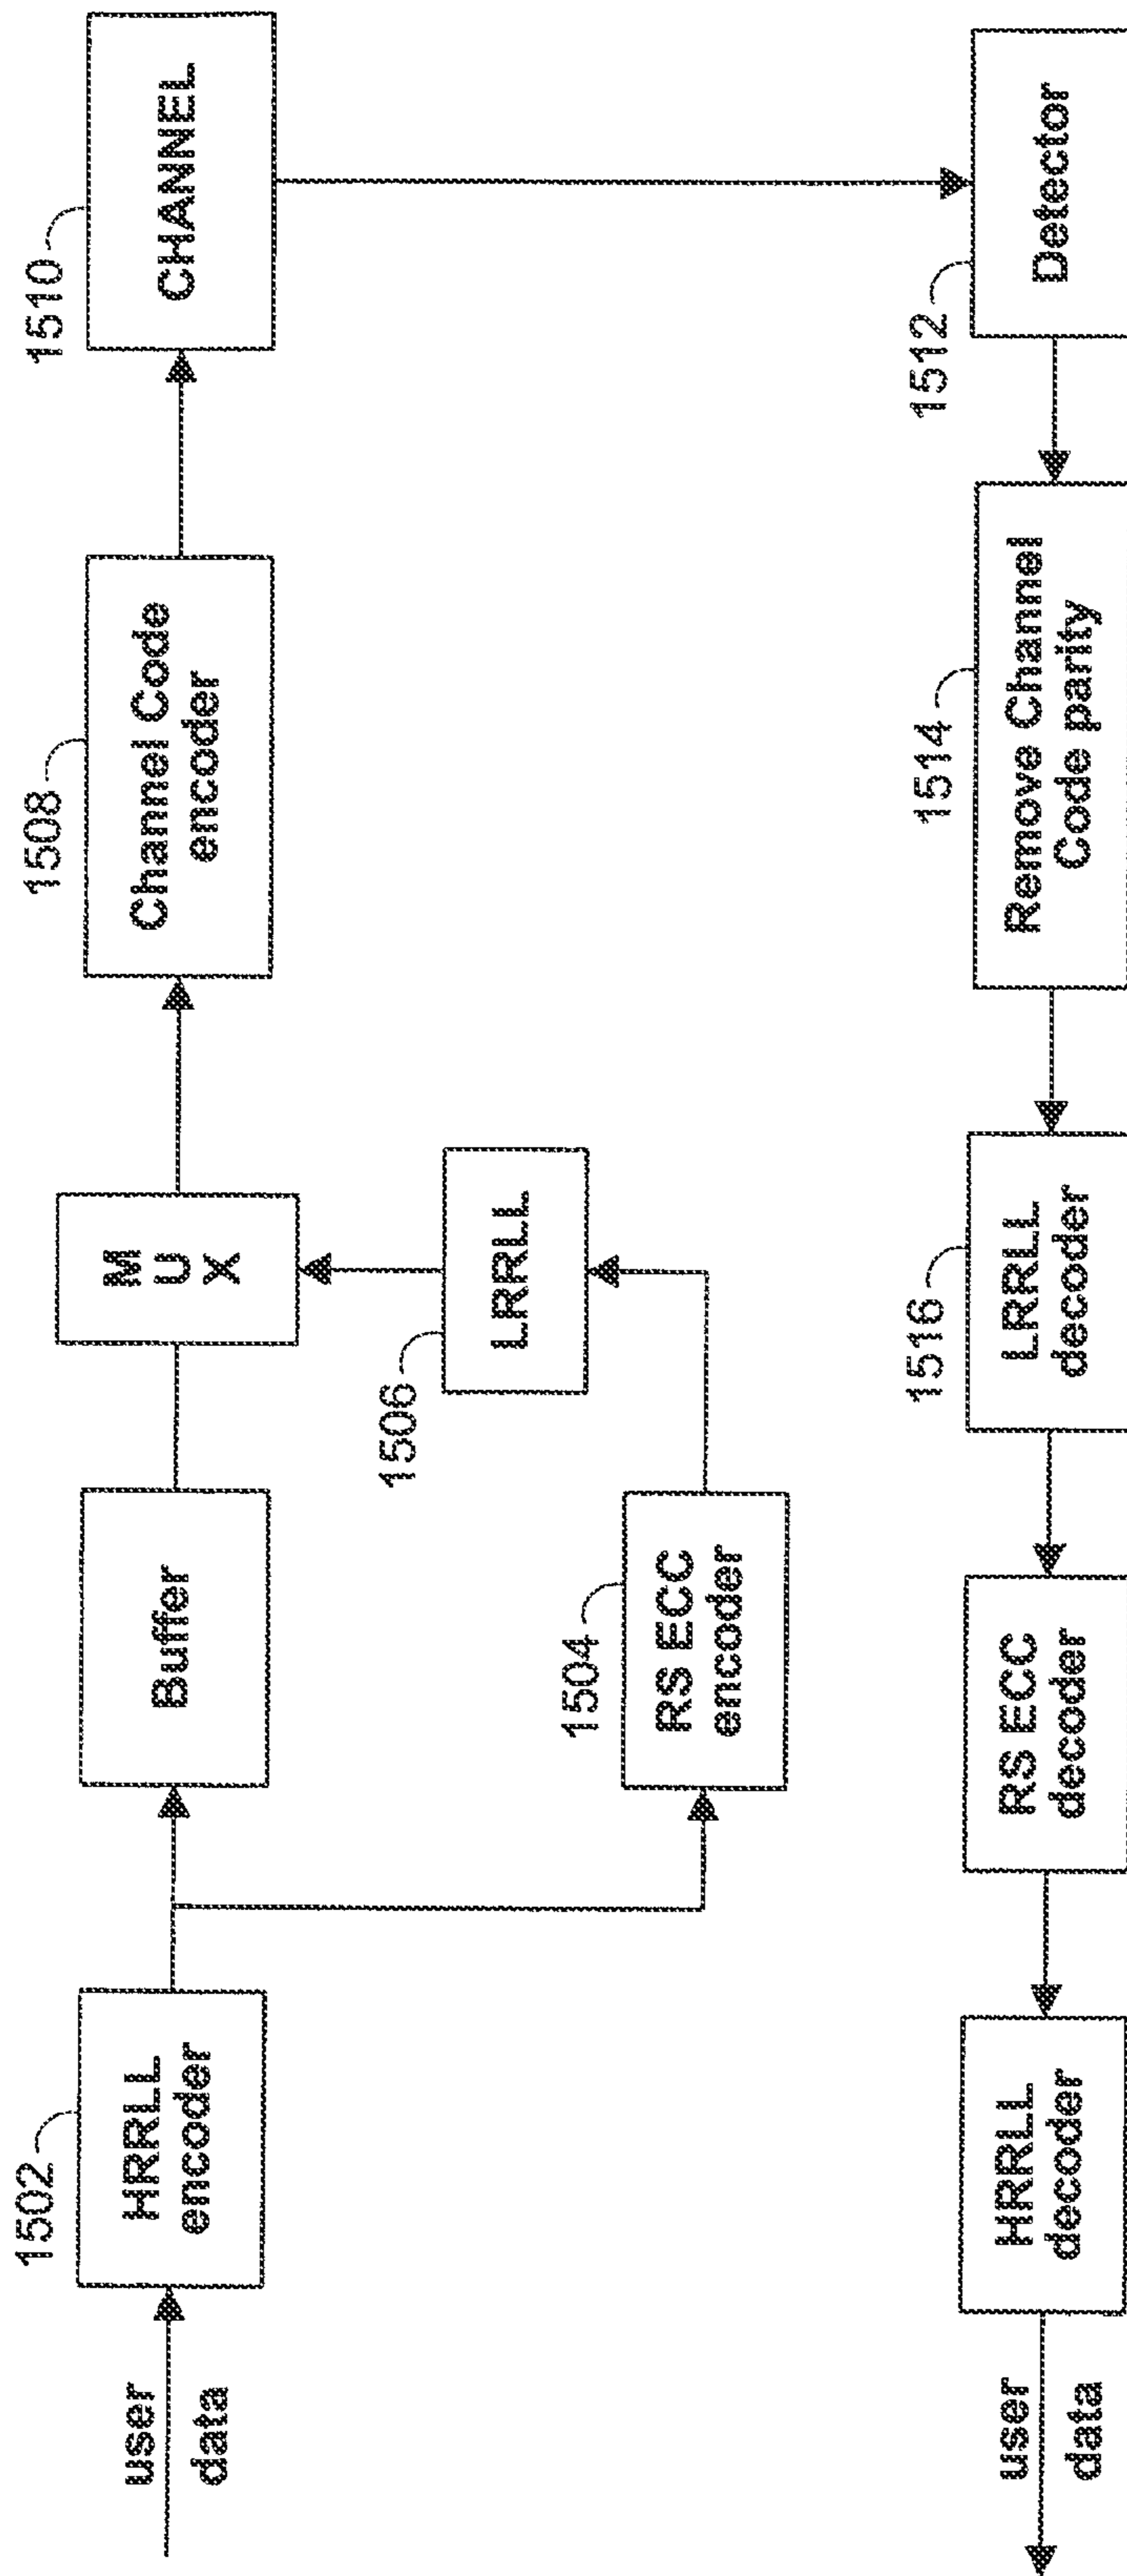 user
data
1502
HRRLL
encoder
Buffer
M
U
X
1508
Channel Code
encoder
1510
CHANNEL
1504
RS ECC
encoder
1506
LRRLL
user
data
HRRLL
decoder
RS ECC
decoder
1516
LRRLL
decoder
1514
Remove Channel
Code parity
1512
Detector